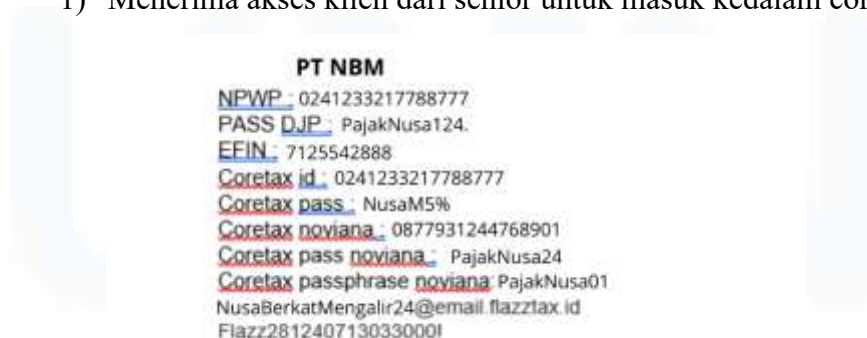 1) Menerima akses klien dari senior untuk masuk kedalam
PT NBM
NPWP : 0241233217788777
PASS DJP : PajakNusa124.
EFIN : 7125542888
Coretax id : 0241233217788777
Coretax pass : NusaM5%
Coretax noviana : 0877931244768901
Coretax pass noviana : PajakNusa24
Coretax passphrase noviana: PajakNusa01
NusaBerkatMengalir24@email.flazztax.id
Flazz281240713033000!